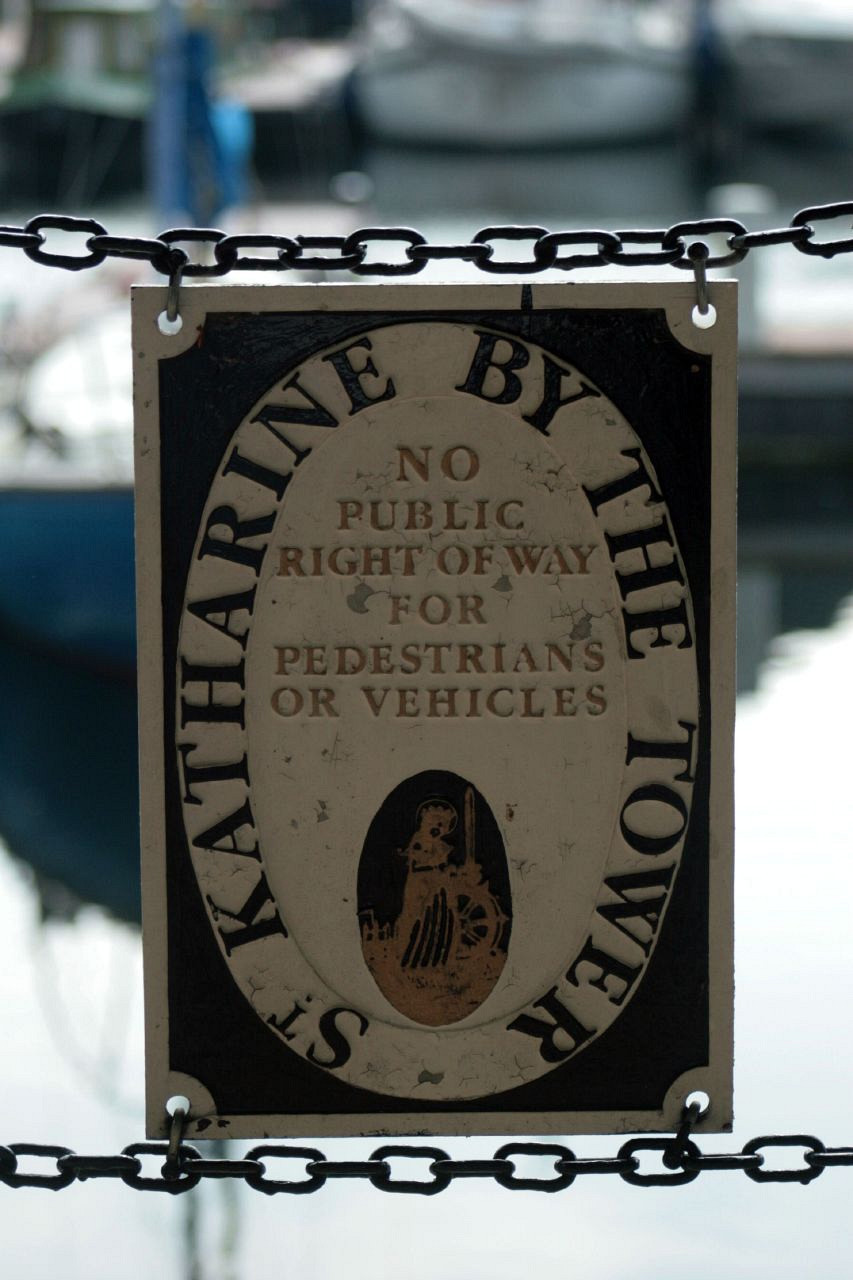 ST KATHARINE BY THE TOWER
NO
PUBLIC
RIGHT OF WAY
FOR
PEDESTRIANS
OR VEHICLES